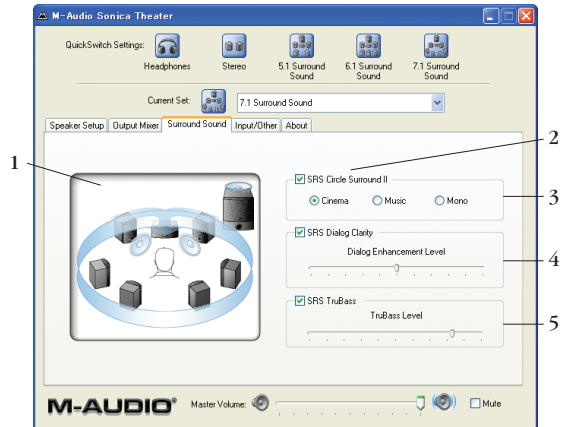 M-Audio Sonica Theater
QuickSwitch Settings:
Headphones
Stereo
5.1 Surround
Sound
6.1 Surround
Sound
7.1 Surround
Sound
Current Set:
7.1 Surround Sound
Speaker Setup Output Mixer Surround Sound Input/Other About
1
2
SRS Circle Surround II
Cinema Music Mono
3
SRS Dialog Clarity
Dialog Enhancement Level
4
SRS TruBass
TruBass Level
5
M-AUDIO®
Master Volume:
Mute